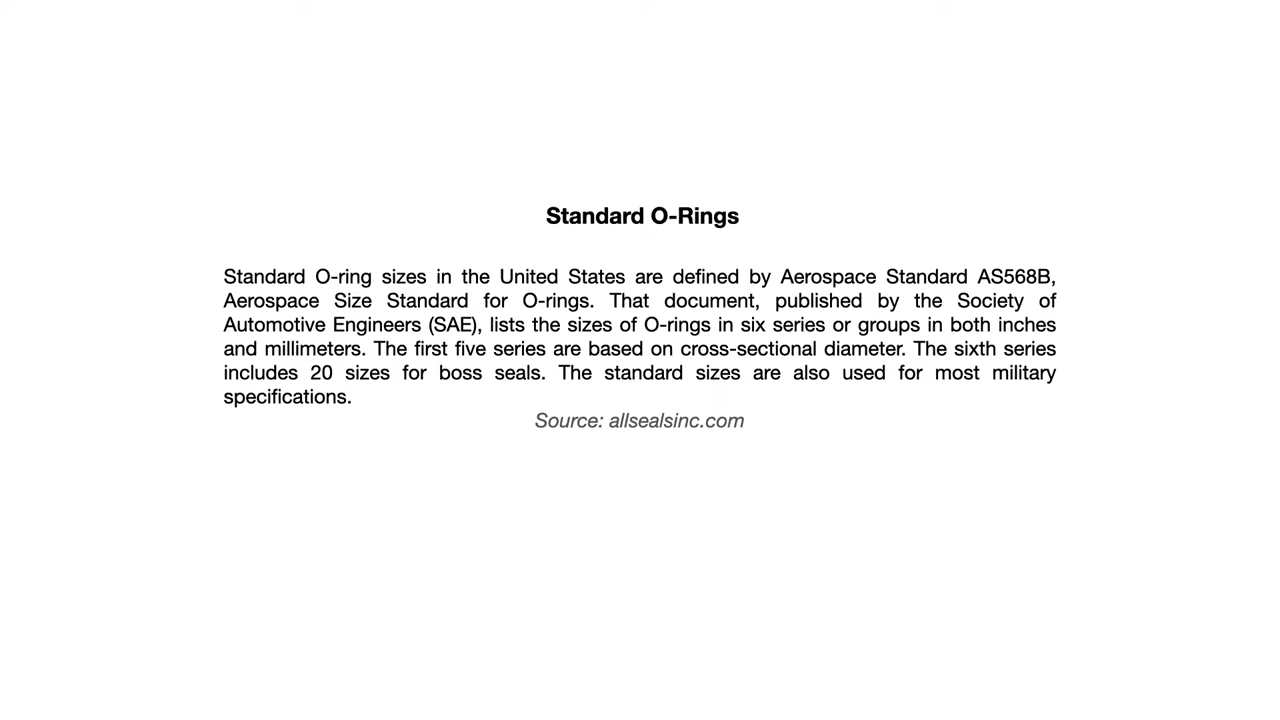 Standard O-Rings
Standard O-ring sizes in the United States are defined by Aerospace Standard AS568B,
Aerospace Size Standard for O-rings. That document, published by the Society of
Automotive Engineers (SAE), lists the sizes of O-rings in six series or groups in both inches
and millimeters. The first five series are based on cross-sectional diameter. The sixth series
includes 20 sizes for boss seals. The standard sizes are also used for most military
specifications.
Source: allsealsinc.com